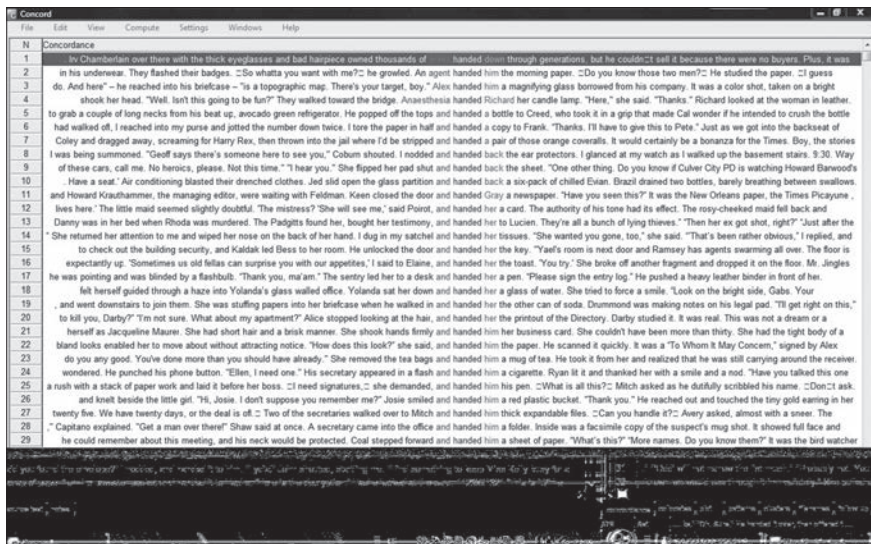 Concord
File Edit View Compute Settings Windows Help
N Concordance
1 Irv Chamberlain over there with the thick eyeglasses and bad hairpiece owned thousands of handed down through generations, but he couldn□t sell it because there were no buyers. Plus, it was
2 in his underwear. They flashed their badges. □So whatta you want with me?□ he growled. An agent handed him the morning paper. □Do you know those two men?□ He studied the paper. □I guess
3 do. And here" – he reached into his briefcase – "is a topographic map. There's your target, boy." Alex handed him a magnifying glass borrowed from his company. It was a color shot, taken on a bright
4 shook her head. "Well. Isn't this going to be fun?" They walked toward the bridge. Anaesthesia handed Richard her candle lamp. "Here," she said. "Thanks." Richard looked at the woman in leather.
5 to grab a couple of long necks from his beat up, avocado green refrigerator. He popped off the tops and handed a bottle to Creed, who took it in a grip that made Cal wonder if he intended to crush the bottle
6 had walked ofl, I reached into my purse and jotted the number down twice. I tore the paper in half and handed a copy to Frank. "Thanks. I'll have to give this to Pete." Just as we got into the backseat of
7 Coley and dragged away, screaming for Harry Rex, then thrown into the jail where I'd be stripped and handed a pair of those orange coveralls. It would certainly be a bonanza for the Times. Boy, the stories
8 I was being summoned. "Geoff says there's someone here to see you," Coburn shouted. I nodded and handed back the ear protectors. I glanced at my watch as I walked up the basement stairs. 9:30. Way
9 of these cars, call me. No heroics, please. Not this time." "I hear you." She flipped her pad shut and handed back the sheet. "One other thing. Do you know if Culver City PD is watching Howard Barwood's
10 . Have a seat.' Air conditioning blasted their drenched clothes. Jed slid open the glass partition and handed back a six-pack of chilled Evian. Brazil drained two bottles, barely breathing between swallows.
11 and Howard Krauthammer, the managing editor, were waiting with Feldman. Keen closed the door and handed Gray a newspaper. "Have you seen this?" It was the New Orleans paper, the Times Picayune ,
12 lives here.' The little maid seemed slightly doubtful. 'The mistress? 'She will see me,' said Poirot, and handed her a card. The authority of his tone had its effect. The rosy-cheeked maid fell back and
13 Danny was in her bed when Rhoda was murdered. The Padgitts found her, bought her testimony, and handed her to Lucien. They're all a bunch of lying thieves." "Then her ex got shot, right?" "Just after the
14 " She returned her attention to me and wiped her nose on the back of her hand. I dug in my satchel and handed her tissues. "She wanted you gone, too," she said. "That's been rather obvious," I replied, and
15 to check out the building security, and Kaldak led Bess to her room. He unlocked the door and handed her the key. "Yael's room is next door and Ramsey has agents swarming all over. The floor is
16 expectantly up. 'Sometimes us old fellas can surprise you with our appetites,' I said to Elaine, and handed her the toast. 'You try.' She broke off another fragment and dropped it on the floor. Mr. Jingles
17 he was pointing and was blinded by a flashbulb. "Thank you, ma'am." The sentry led her to a desk and handed her a pen. "Please sign the entry log." He pushed a heavy leather binder in front of her.
18 felt herself guided through a haze into Yolanda's glass walled office. Yolanda sat her down and handed her a glass of water. She tried to force a smile. "Look on the bright side, Gabs. Your
19 , and went downstairs to join them. She was stuffing papers into her briefcase when he walked in and handed her the other can of soda. Drummond was making notes on his legal pad. "I'll get right on this,"
20 to kill you, Darby?" "I'm not sure. What about my apartment?" Alice stopped looking at the hair, and handed her the printout of the Directory. Darby studied it. It was real. This was not a dream or a
21 herself as Jacqueline Maurer. She had short hair and a brisk manner. She shook hands firmly and handed him her business card. She couldn't have been more than thirty. She had the tight body of a
22 bland looks enabled her to move about without attracting notice. "How does this look?" she said, and handed him the paper. He scanned it quickly. It was a "To Whom It May Concern," signed by Alex
23 do you any good. You've done more than you should have already." She removed the tea bags and handed him a mug of tea. He took it from her and realized that he was still carrying around the receiver.
24 wondered. He punched his phone button. "Ellen, I need one." His secretary appeared in a flash and handed him a cigarette. Ryan lit it and thanked her with a smile and a nod. "Have you talked this one
25 a rush with a stack of paper work and laid it before her boss. □I need signatures,□ she demanded, and handed him his pen. □What is all this?□ Mitch asked as he dutifully scribbled his name. □Don□t ask.
26 and knelt beside the little girl. "Hi, Josie. I don't suppose you remember me?" Josie smiled and handed him a red plastic bucket. "Thank you." He reached out and touched the tiny gold earring in her
27 twenty five. We have twenty days, or the deal is ofl.□ Two of the secretaries walked over to Mitch and handed him thick expandable files. □Can you handle it?□ Avery asked, almost with a sneer. The
28 ," Capitano explained. "Get a man over there!" Shaw said at once. A secretary came into the office and handed him a folder. Inside was a facsimile copy of the suspect's mug shot. It showed full face and
29 he could remember about this meeting, and his neck would be protected. Coal stepped forward and handed him a sheet of paper. "What's this?" "More names. Do you know them?" It was the bird watcher